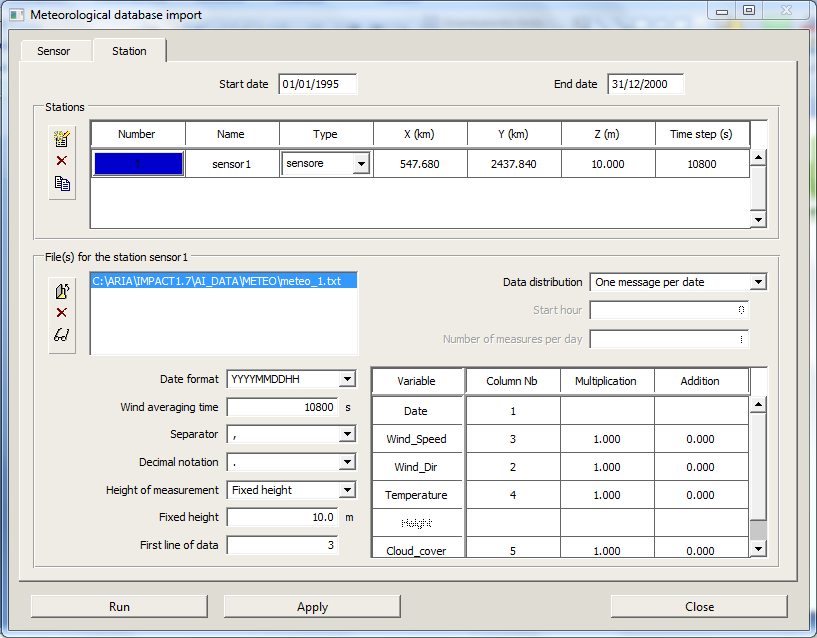 Meteorological database import
Sensor Station
Start date 01/01/1995 End date 31/12/2000
Stations
Number Name Type X (km) Y (km) Z (m) Time step (s)
1 sensor1 sensore 547.680 2437.840 10.000 10800
File(s) for the station sensor1
C:\ARIA\IMPACT1.7\AI_DATA\METEO\meteo_1.txt
Data distribution One message per date
Start hour 0
Number of measures per day 1
Date format YYYYMMDDHH
Wind averaging time 10800 s
Separator ,
Decimal notation .
Height of measurement Fixed height
Fixed height 10.0 m
First line of data 3
Variable Column Nb Multiplication Addition
Date 1
Wind_Speed 3 1.000 0.000
Wind_Dir 2 1.000 0.000
Temperature 4 1.000 0.000
Height
Cloud_cover 5 1.000 0.000
Run Apply Close